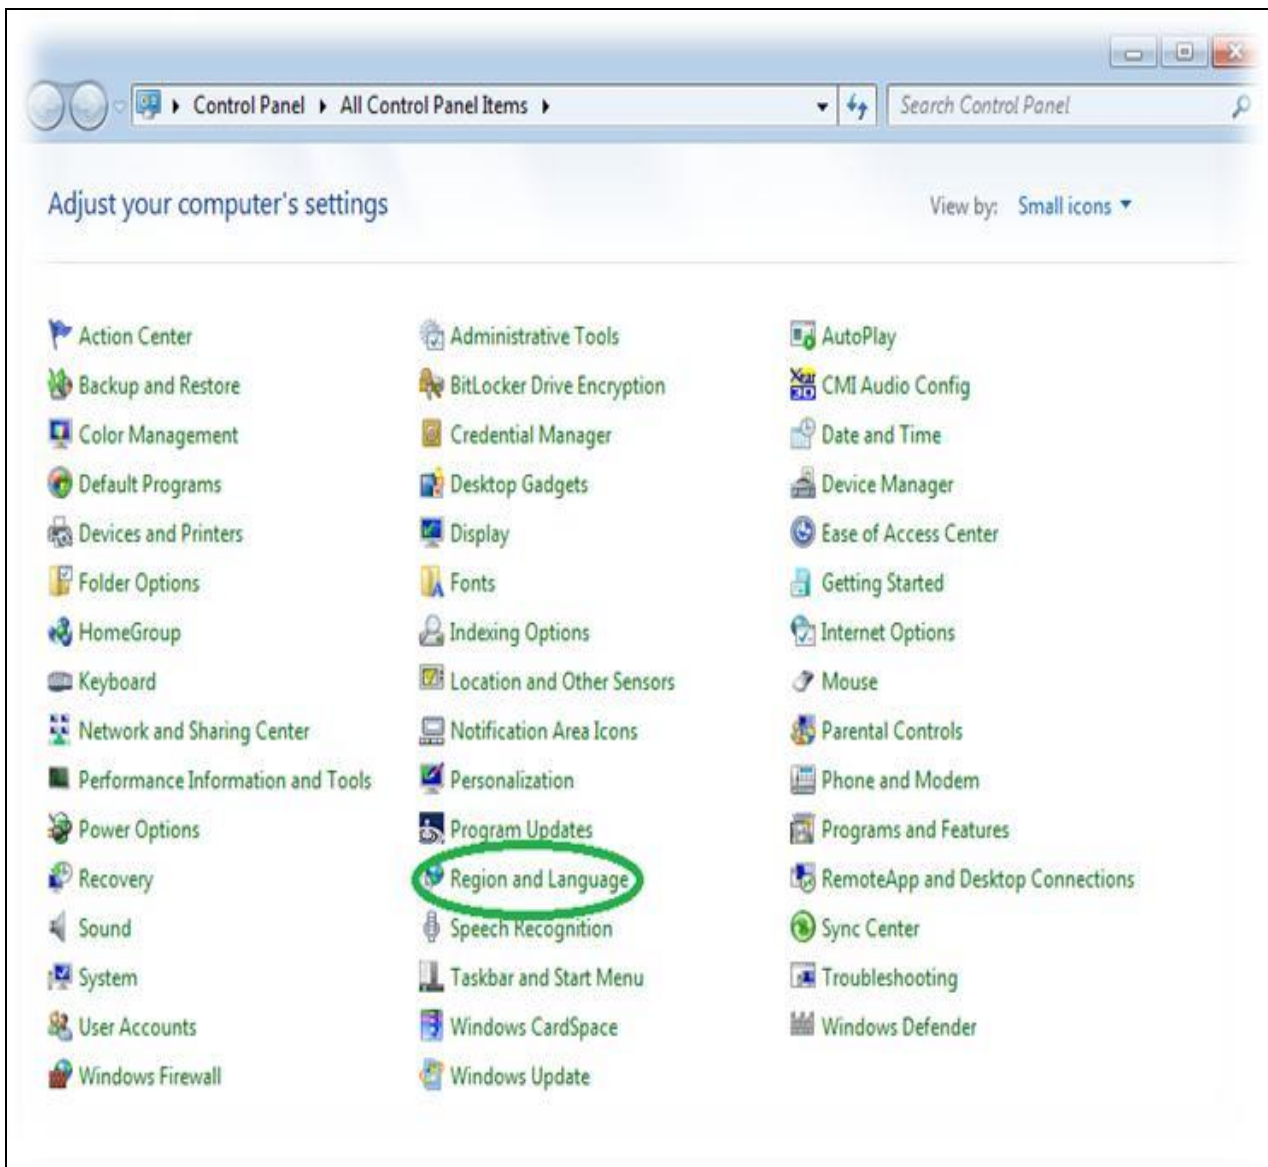 Control Panel All Control Panel Items Search Control Panel
Adjust your computer's settings View by: Small icons
Action Center Administrative Tools AutoPlay
Backup and Restore BitLocker Drive Encryption CMI Audio Config
Color Management Credential Manager Date and Time
Default Programs Desktop Gadgets Device Manager
Devices and Printers Display Ease of Access Center
Folder Options Fonts Getting Started
HomeGroup Indexing Options Internet Options
Keyboard Location and Other Sensors Mouse
Network and Sharing Center Notification Area Icons Parental Controls
Performance Information and Tools Personalization Phone and Modem
Power Options Program Updates Programs and Features
Recovery Region and Language RemoteApp and Desktop Connections
Sound Speech Recognition Sync Center
System Taskbar and Start Menu Troubleshooting
User Accounts Windows CardSpace Windows Defender
Windows Firewall Windows Update